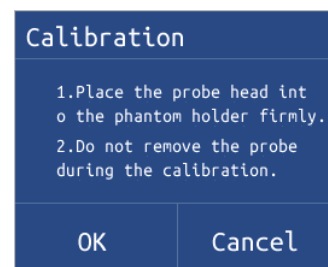 Calibration
1.Place the probe head int
o the phantom holder firmly.
2.Do not remove the probe
during the calibration.
OK
Cancel